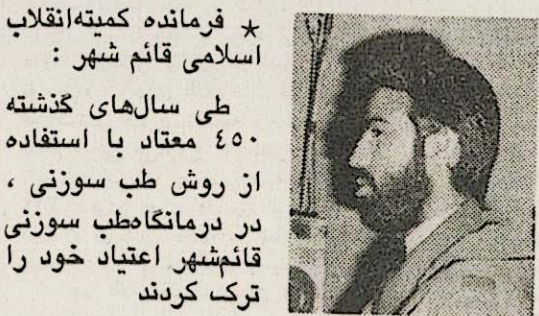 ★ فرمانده کمیته‌انقلاب
اسلامی قائم شهر :
طی سال‌های گذشته
٤٥٠ معتاد با استفاده
از روش طب سوزنی ،
در درمانگاه‌طب سوزنی
قائم‌شهر اعتیاد خود را
ترک کردند